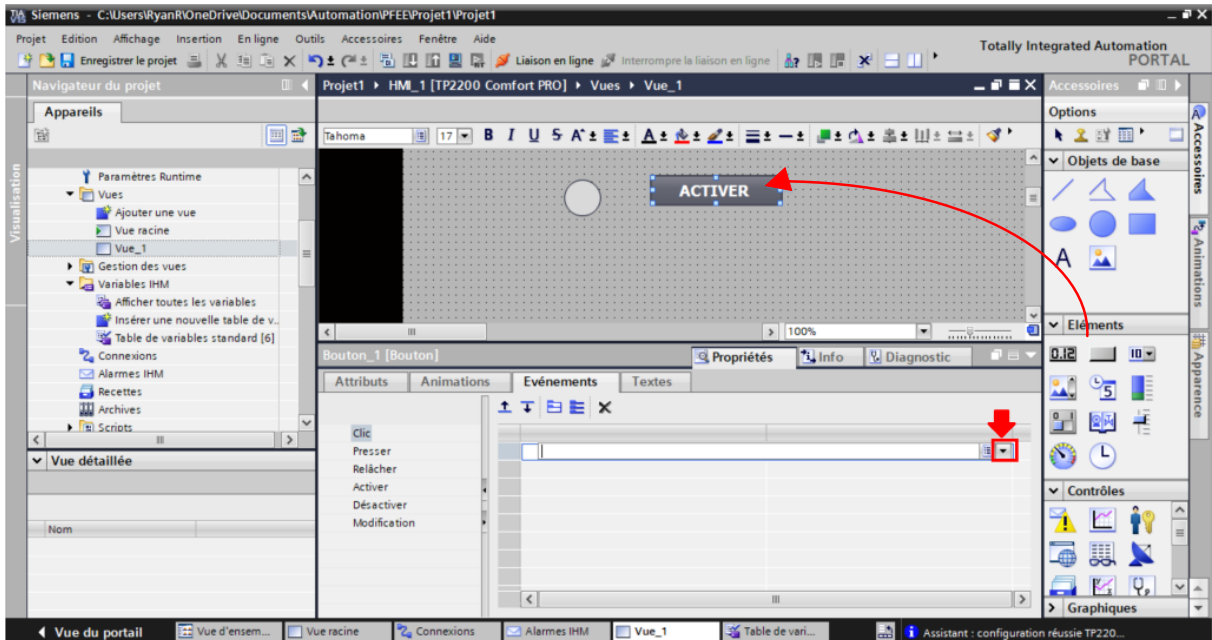 Siemens - C:\Users\RyanR\OneDrive\Documents\Automation\PFEE\Projet1\Projet1
Projet Edition Affichage Insertion En ligne Outils Accessoires Fenêtre Aide
Totally Integrated Automation
PORTAL
Enregistrer le projet Liaison en ligne Interrompre la liaison en ligne
Navigateur du projet
Projet1 HMI_1 [TP2200 Comfort PRO] Vues Vue_1
Accessoires
Appareils
Options
Tahoma 17 B I U S A A
Visualisation
Paramètres Runtime
Vues
Ajouter une vue
Vue racine
Vue_1
Gestion des vues
Variables IHM
Afficher toutes les variables
Insérer une nouvelle table de v..
Table de variables standard [6]
Connexions
Alarmes IHM
Recettes
Archives
Scripts
Vue détaillée
Nom
ACTIVER
100%
Bouton_1 [Bouton]
Propriétés Info Diagnostic
Attributs Animations Evénements Textes
Clic
Presser
Relâcher
Activer
Désactiver
Modification
Objets de base
A
Eléments
0.12 10
5
Contrôles
Graphiques
Accessoires
Animations
Apparence
Vue du portail Vue d'ensem... Vue racine Connexions Alarmes IHM Vue_1 Table de vari... Assistant : configuration réussie TP220...